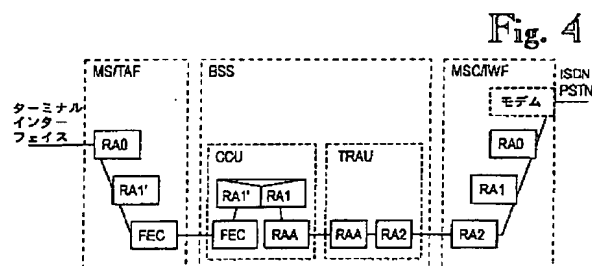 Fig. 4
MS/TAF
BSS
MSC/IWF
ISDN
PSTN
ターミナル
インター
フェイス
モデム
RA0
RA0
CCU
TRAU
RA1'
RA1'
RA1
RA1
FEC
FEC
RAA
RAA
RA2
RA2